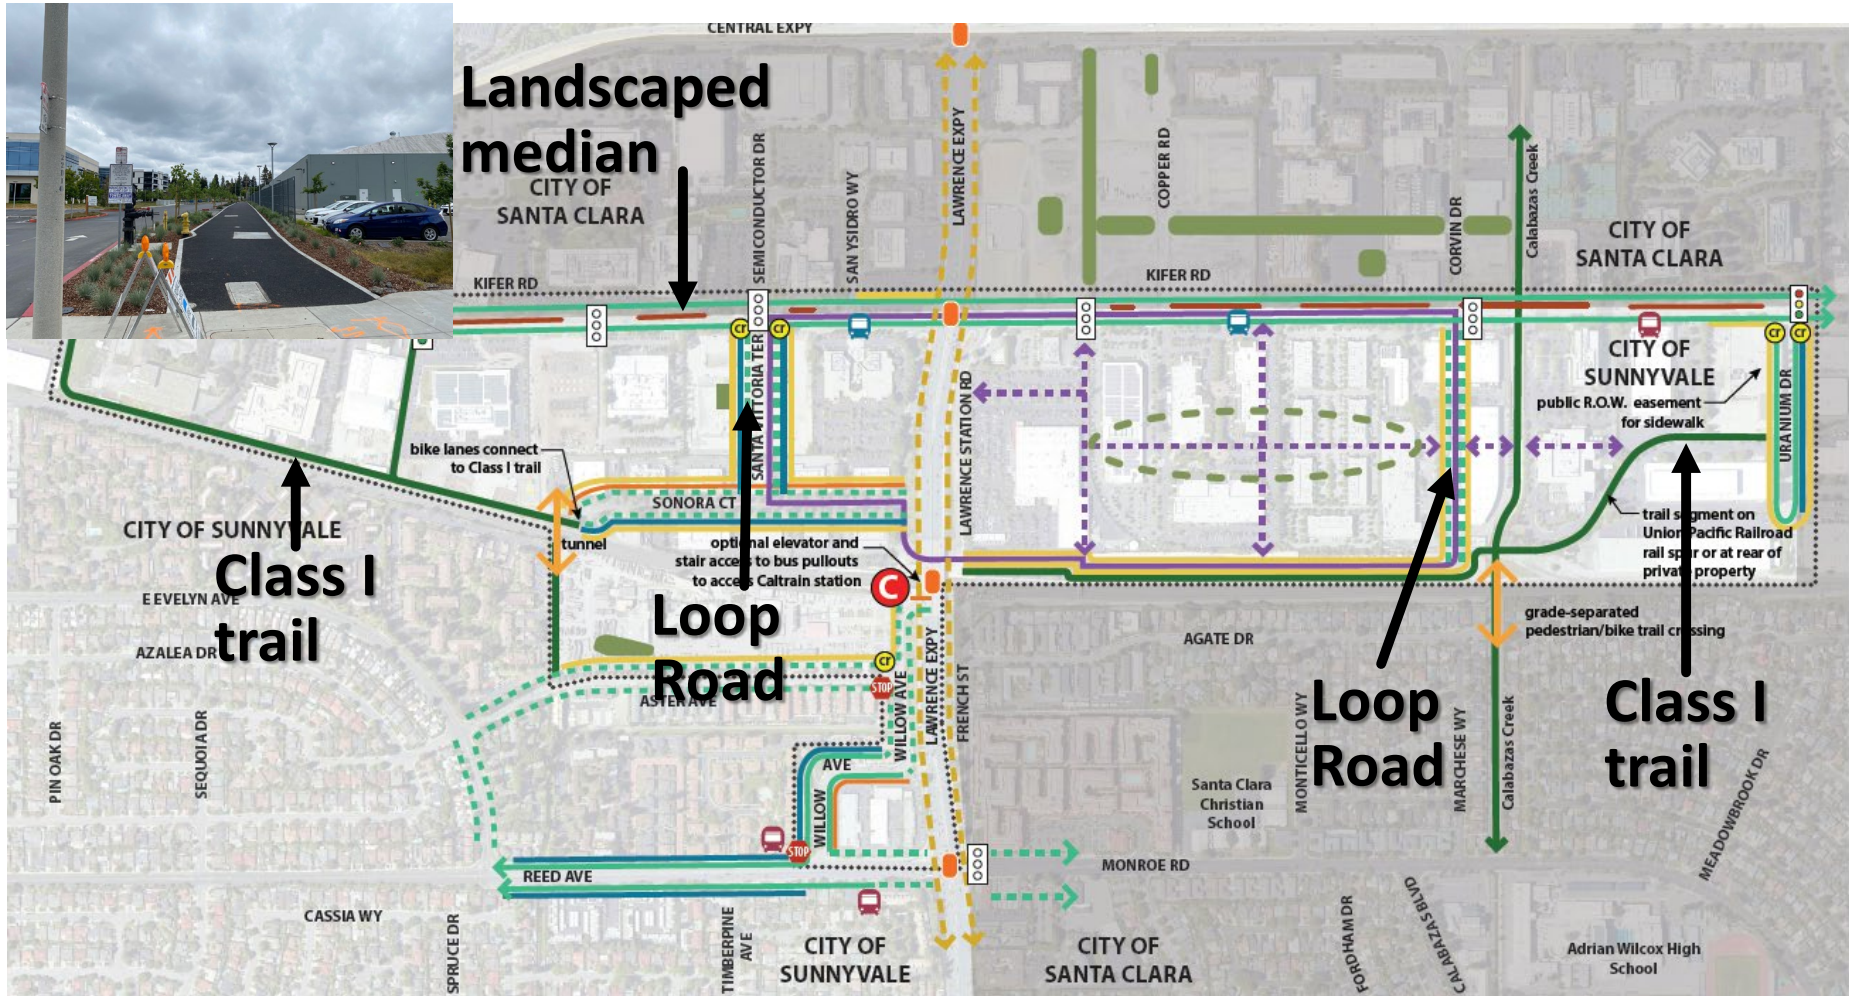 CENTRAL EXPY
Landscaped
median
CITY OF
SANTA CLARA
SEMICONDUCTOR DR
SAN YSIDRO WY
LAWRENCE EXPY
COPPER RD
CORVIN DR
Calabazas Creek
CITY OF
SANTA CLARA
KIFER RD
KIFER RD
cr
cr
cr
cr
CITY OF
SUNNYVALE
public R.O.W. easement
for sidewalk
URANIUM DR
SANTA VITTORIA TER
LAWRENCE STATION RD
bike lanes connect
to Class I trail
SONORA CT
CITY OF SUNNYVALE
tunnel
optional elevator and
stair access to bus pullouts
to access Caltrain station
C
trail segment on
Union Pacific Railroad
rail spur or at rear of
private property
Class I
trail
E EVELYN AVE
AZALEA DR
Loop
Road
grade-separated
pedestrian/bike trail crossing
AGATE DR
cr
STOP
ASTER AVE
WILLOW AVE
LAWRENCE EXPY
FRENCH ST
Loop
Road
Class I
trail
PIN OAK DR
SEQUOIA DR
MONTICELLO WY
MARCHESE WY
Calabazas Creek
MEADOWBROOK DR
WILLOW
AVE
Santa Clara
Christian
School
STOP
REED AVE
MONROE RD
CASSIA WY
SPRUCE DR
TIMBERPINE
AVE
CITY OF
SUNNYVALE
CITY OF
SANTA CLARA
FORDHAM DR
CALABAZAS BLVD
Adrian Wilcox High
School